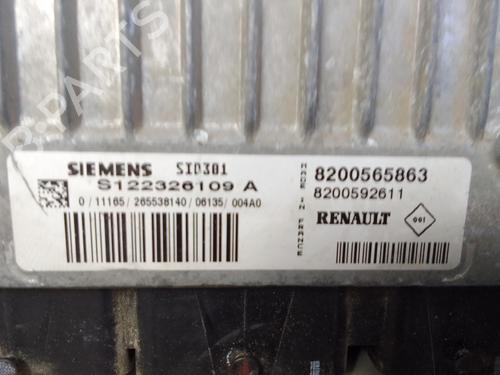 B-PARTS
SIEMENS SID301
S122326109 A
0 / 11165 / 265538140 / 06135 / 004A0
MADE IN FRANCE
8200565863
8200592611
RENAULT